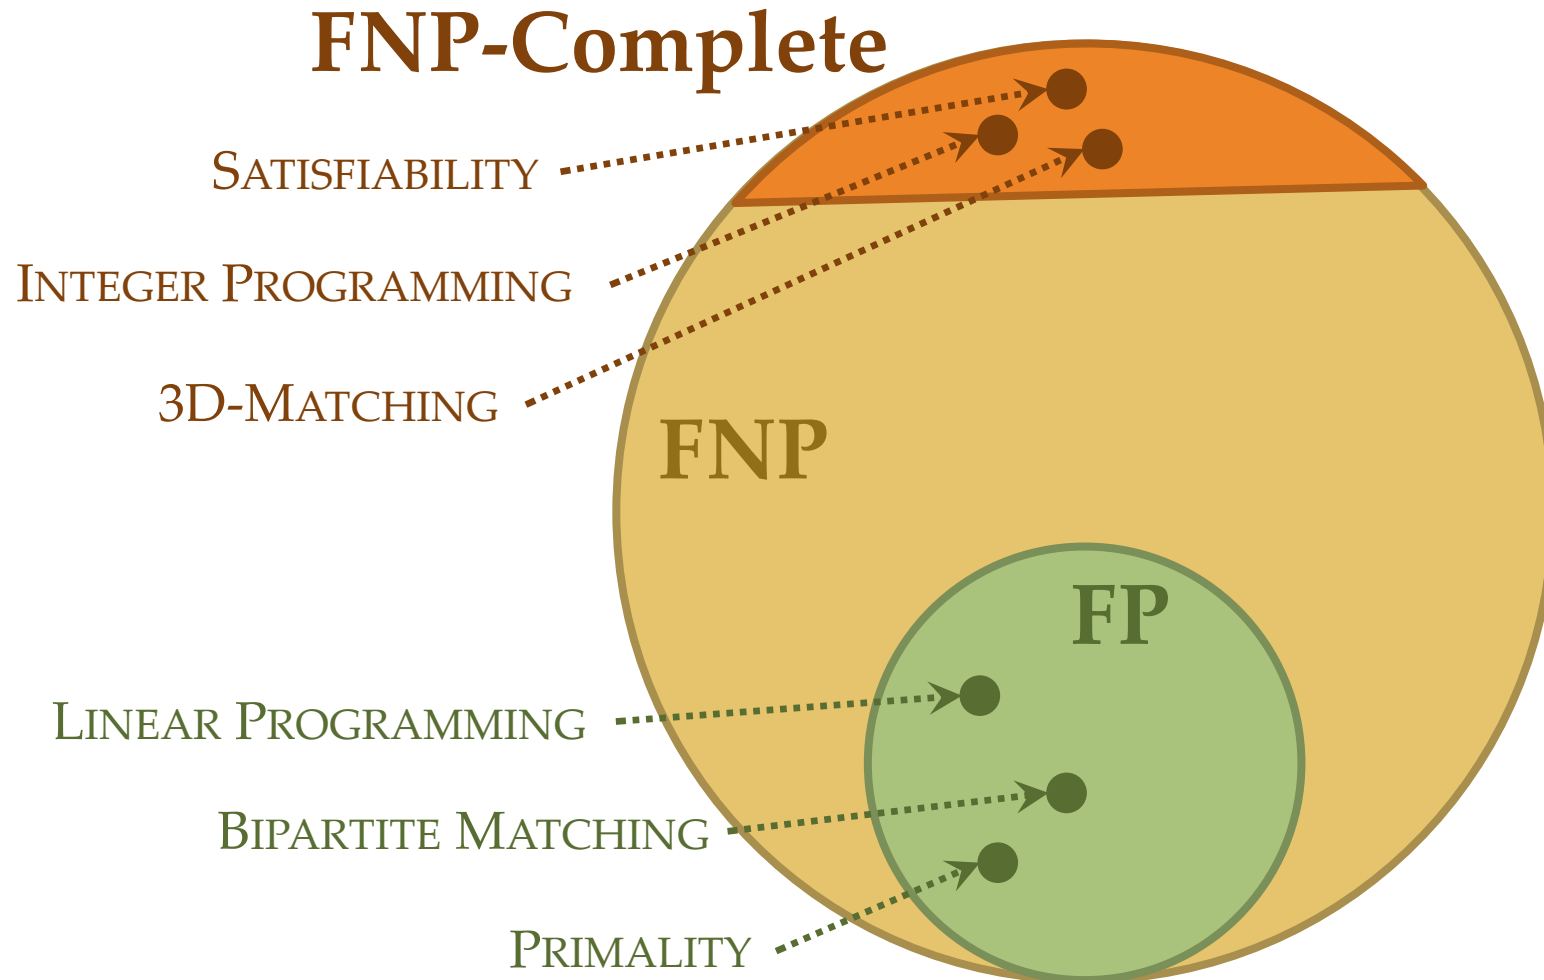 FNP-Complete
SATISFIABILITY
INTEGER PROGRAMMING
3D-MATCHING
FNP
FP
LINEAR PROGRAMMING
BIPARTITE MATCHING
PRIMALITY